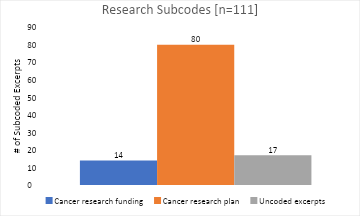 Research Subcodes [n=111]
# of Subcoded Excerpts
90
80
70
60
50
40
30
20
10
0
14
80
17
Cancer research funding
Cancer research plan
Uncoded excerpts